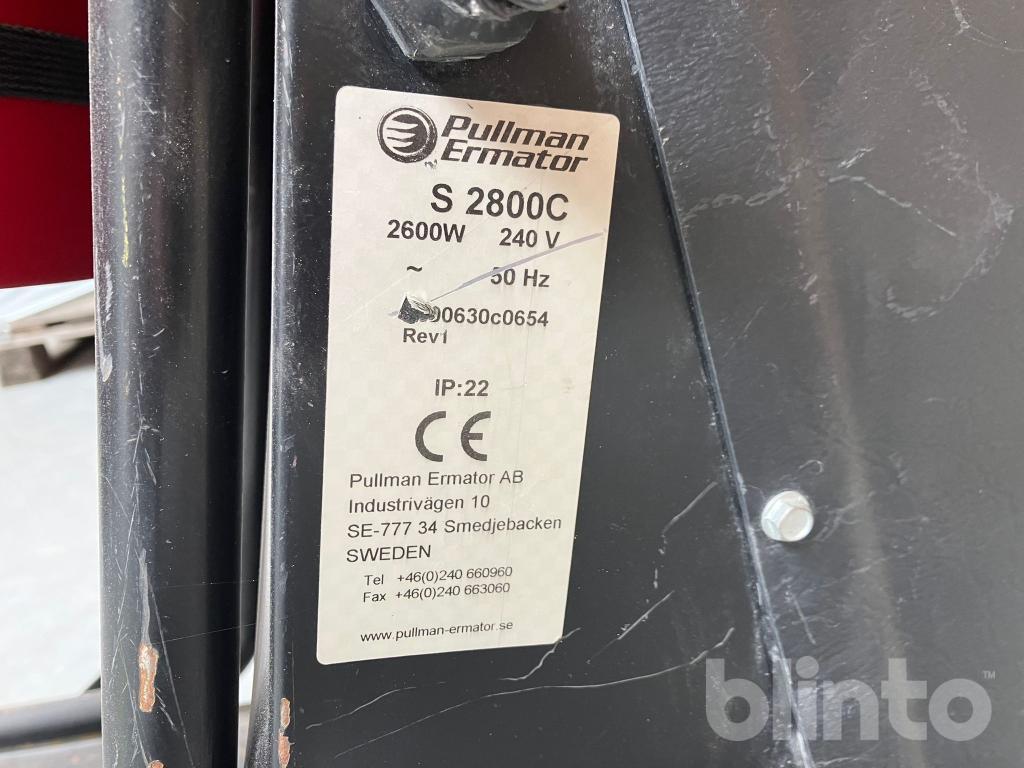 Pullman
Ermator
S 2800C
2600W 240 V
~ 50 Hz
00630c0654
Rev1
IP:22
CE
Pullman Ermator AB
Industrivägen 10
SE-777 34 Smedjebacken
SWEDEN
Tel +46(0)240 660960
Fax +46(0)240 663060
www.pullman-ermator.se
blinto™